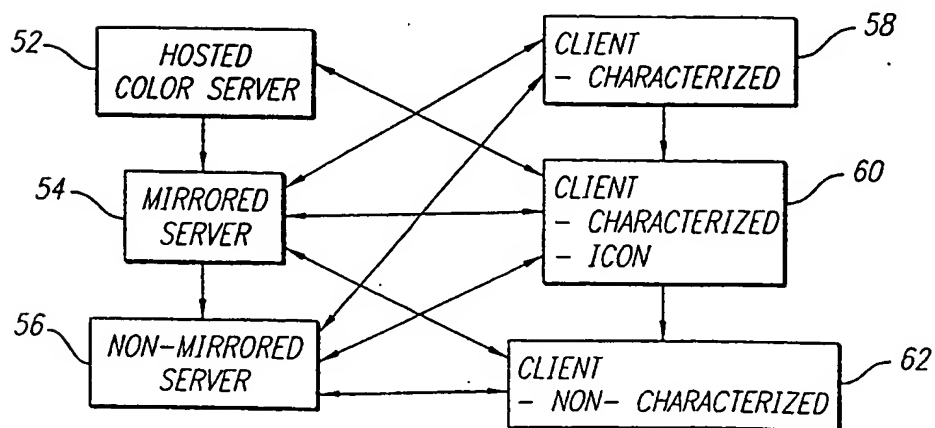 52
HOSTED
COLOR SERVER
58
CLIENT
- CHARACTERIZED
54
MIRRORED
SERVER
60
CLIENT
- CHARACTERIZED
- ICON
56
NON-MIRRORED
SERVER
62
CLIENT
- NON- CHARACTERIZED